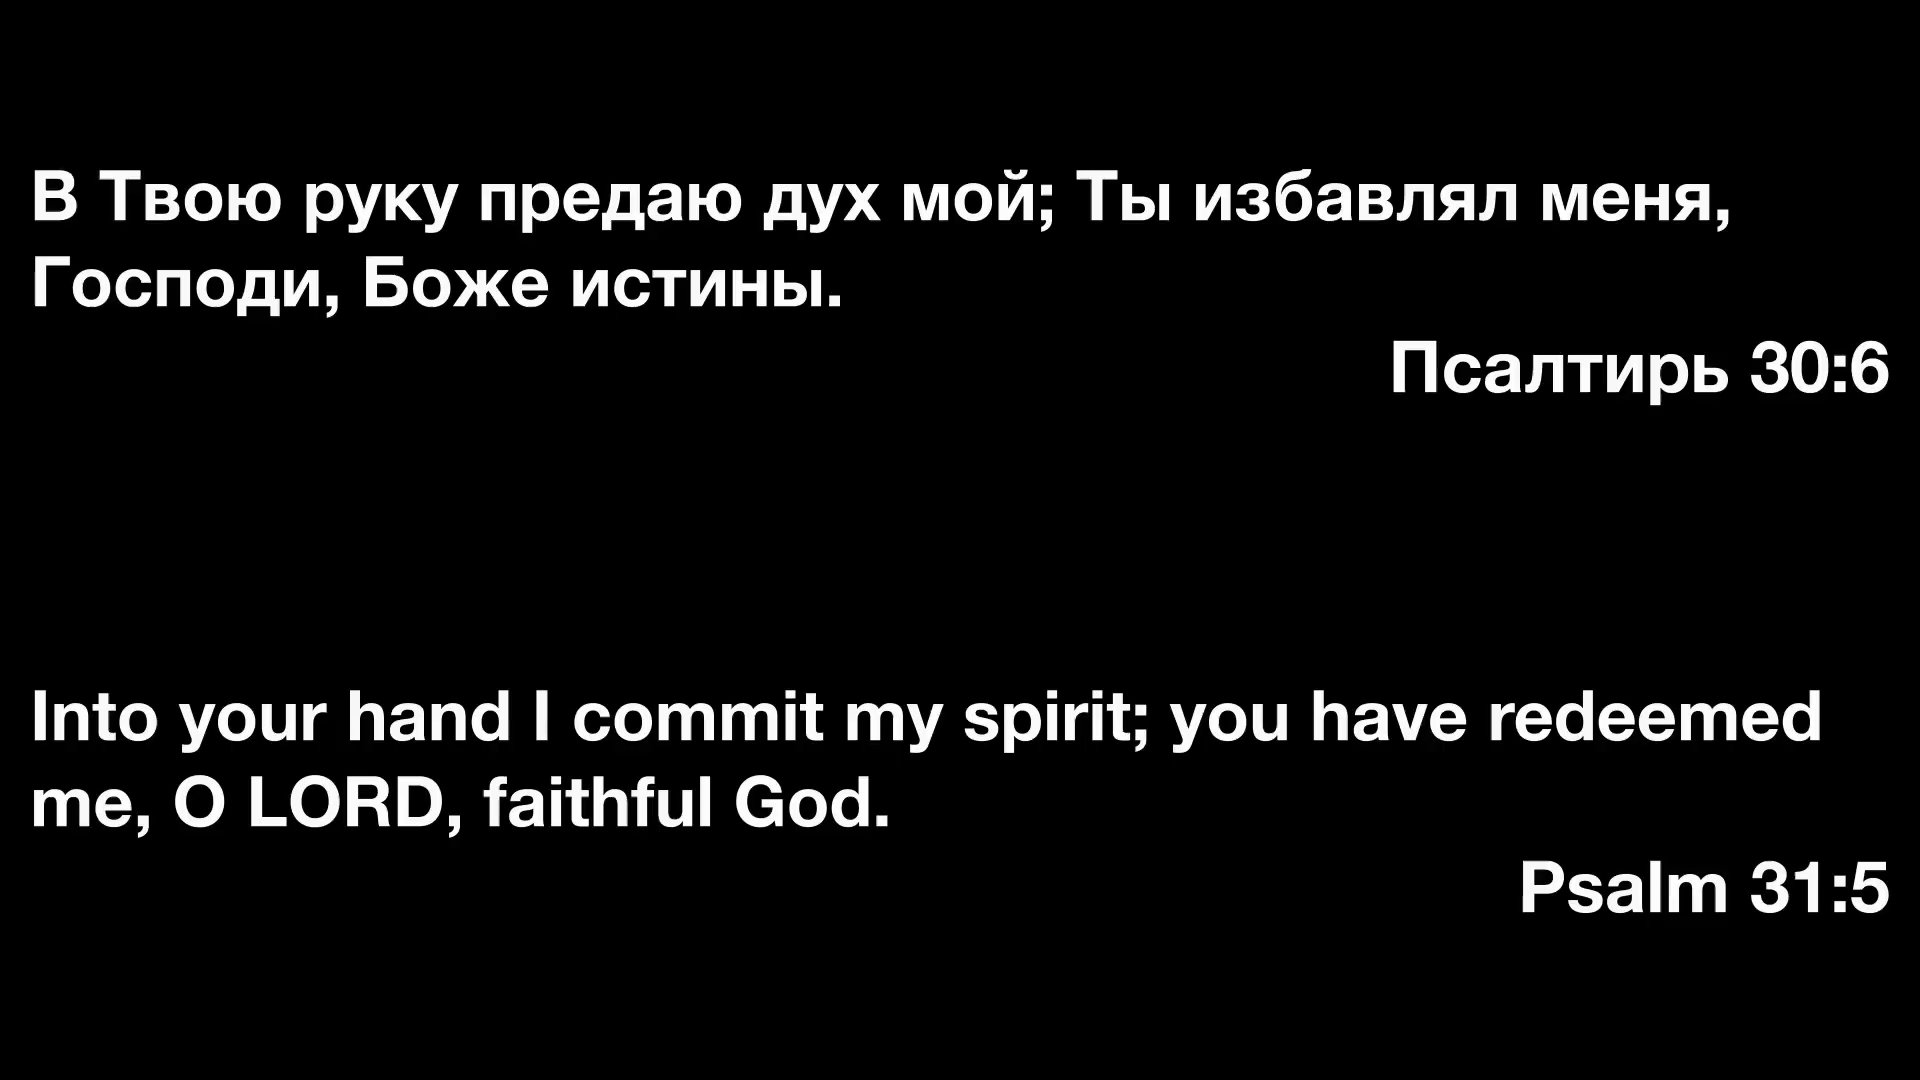 В Твою руку предаю дух мой; Ты избавлял меня,
Господи, Боже истины.
Псалтирь 30:6
Into your hand I commit my spirit; you have redeemed
me, O LORD, faithful God.
Psalm 31:5